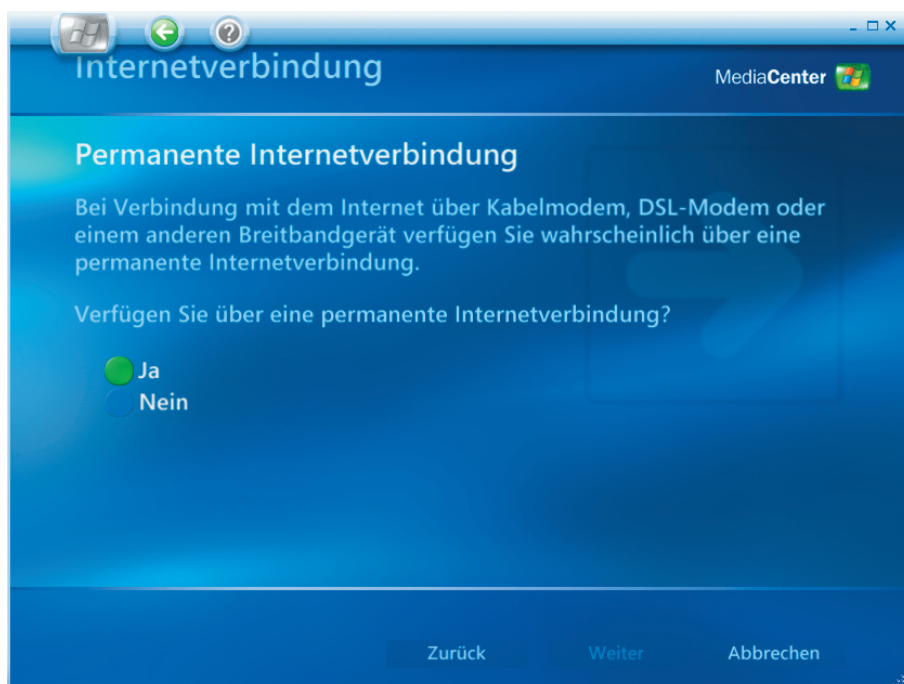 Internetverbindung
MediaCenter
Permanente Internetverbindung
Bei Verbindung mit dem Internet über Kabelmodem, DSL-Modem oder
einem anderen Breitbandgerät verfügen Sie wahrscheinlich über eine
permanente Internetverbindung.
Verfügen Sie über eine permanente Internetverbindung?
Ja
Nein
Zurück
Weiter
Abbrechen